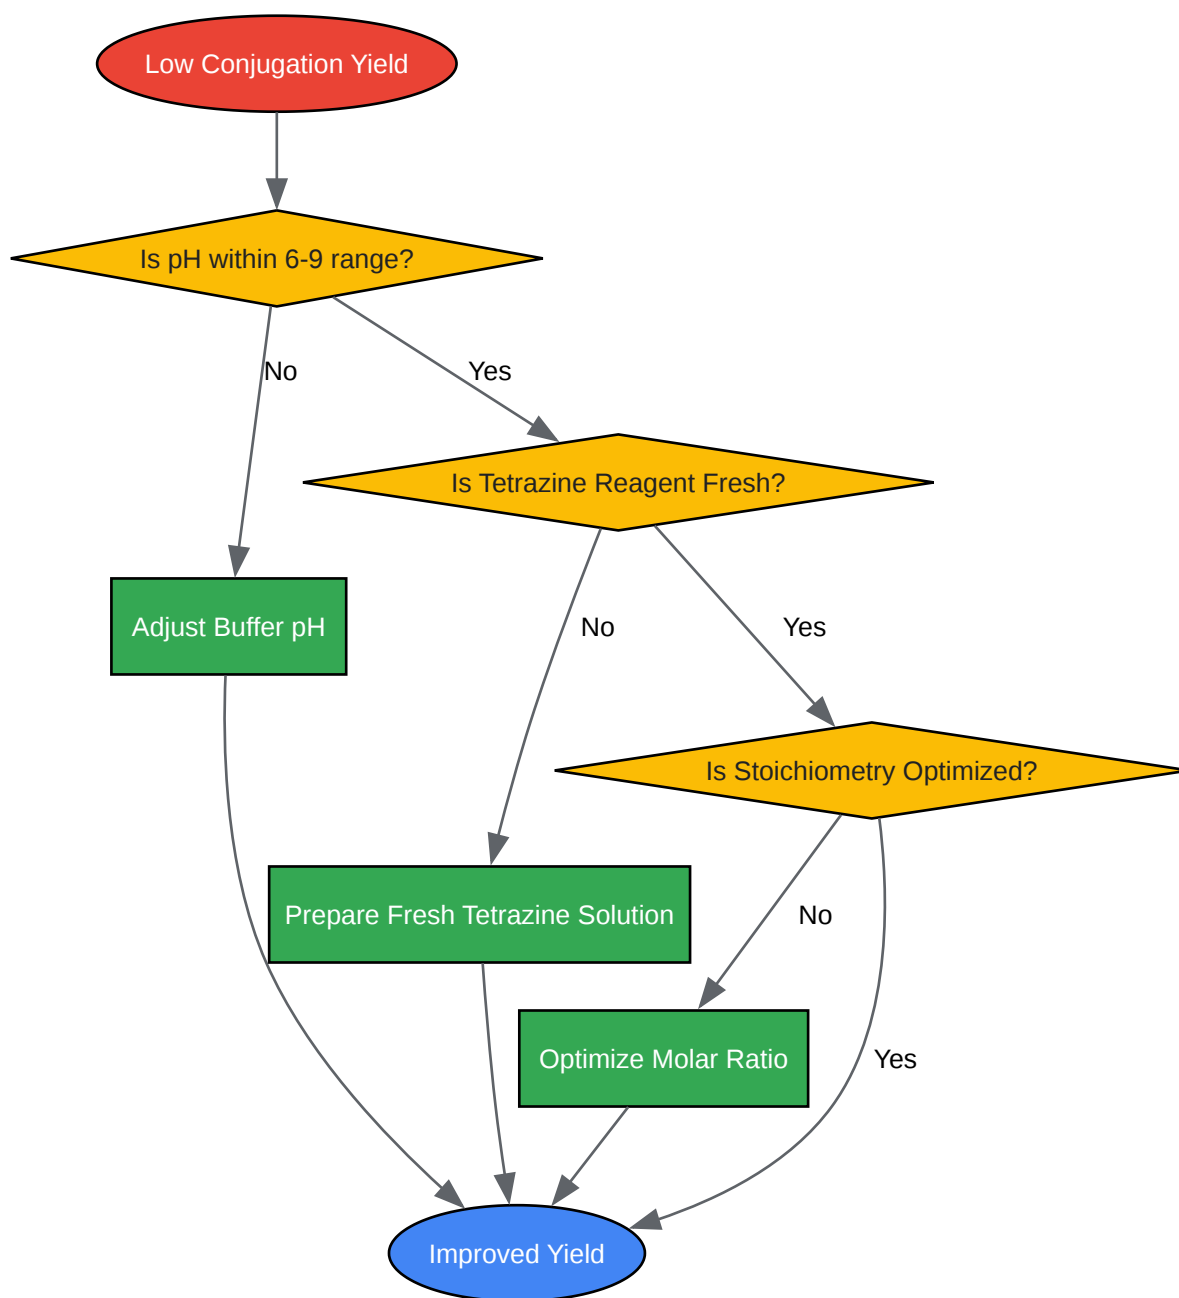 Low Conjugation Yield
Is pH within 6-9 range?
No
Yes
Is Tetrazine Reagent Fresh?
Adjust Buffer pH
No
Yes
Is Stoichiometry Optimized?
Prepare Fresh Tetrazine Solution
No
Optimize Molar Ratio
Yes
Improved Yield